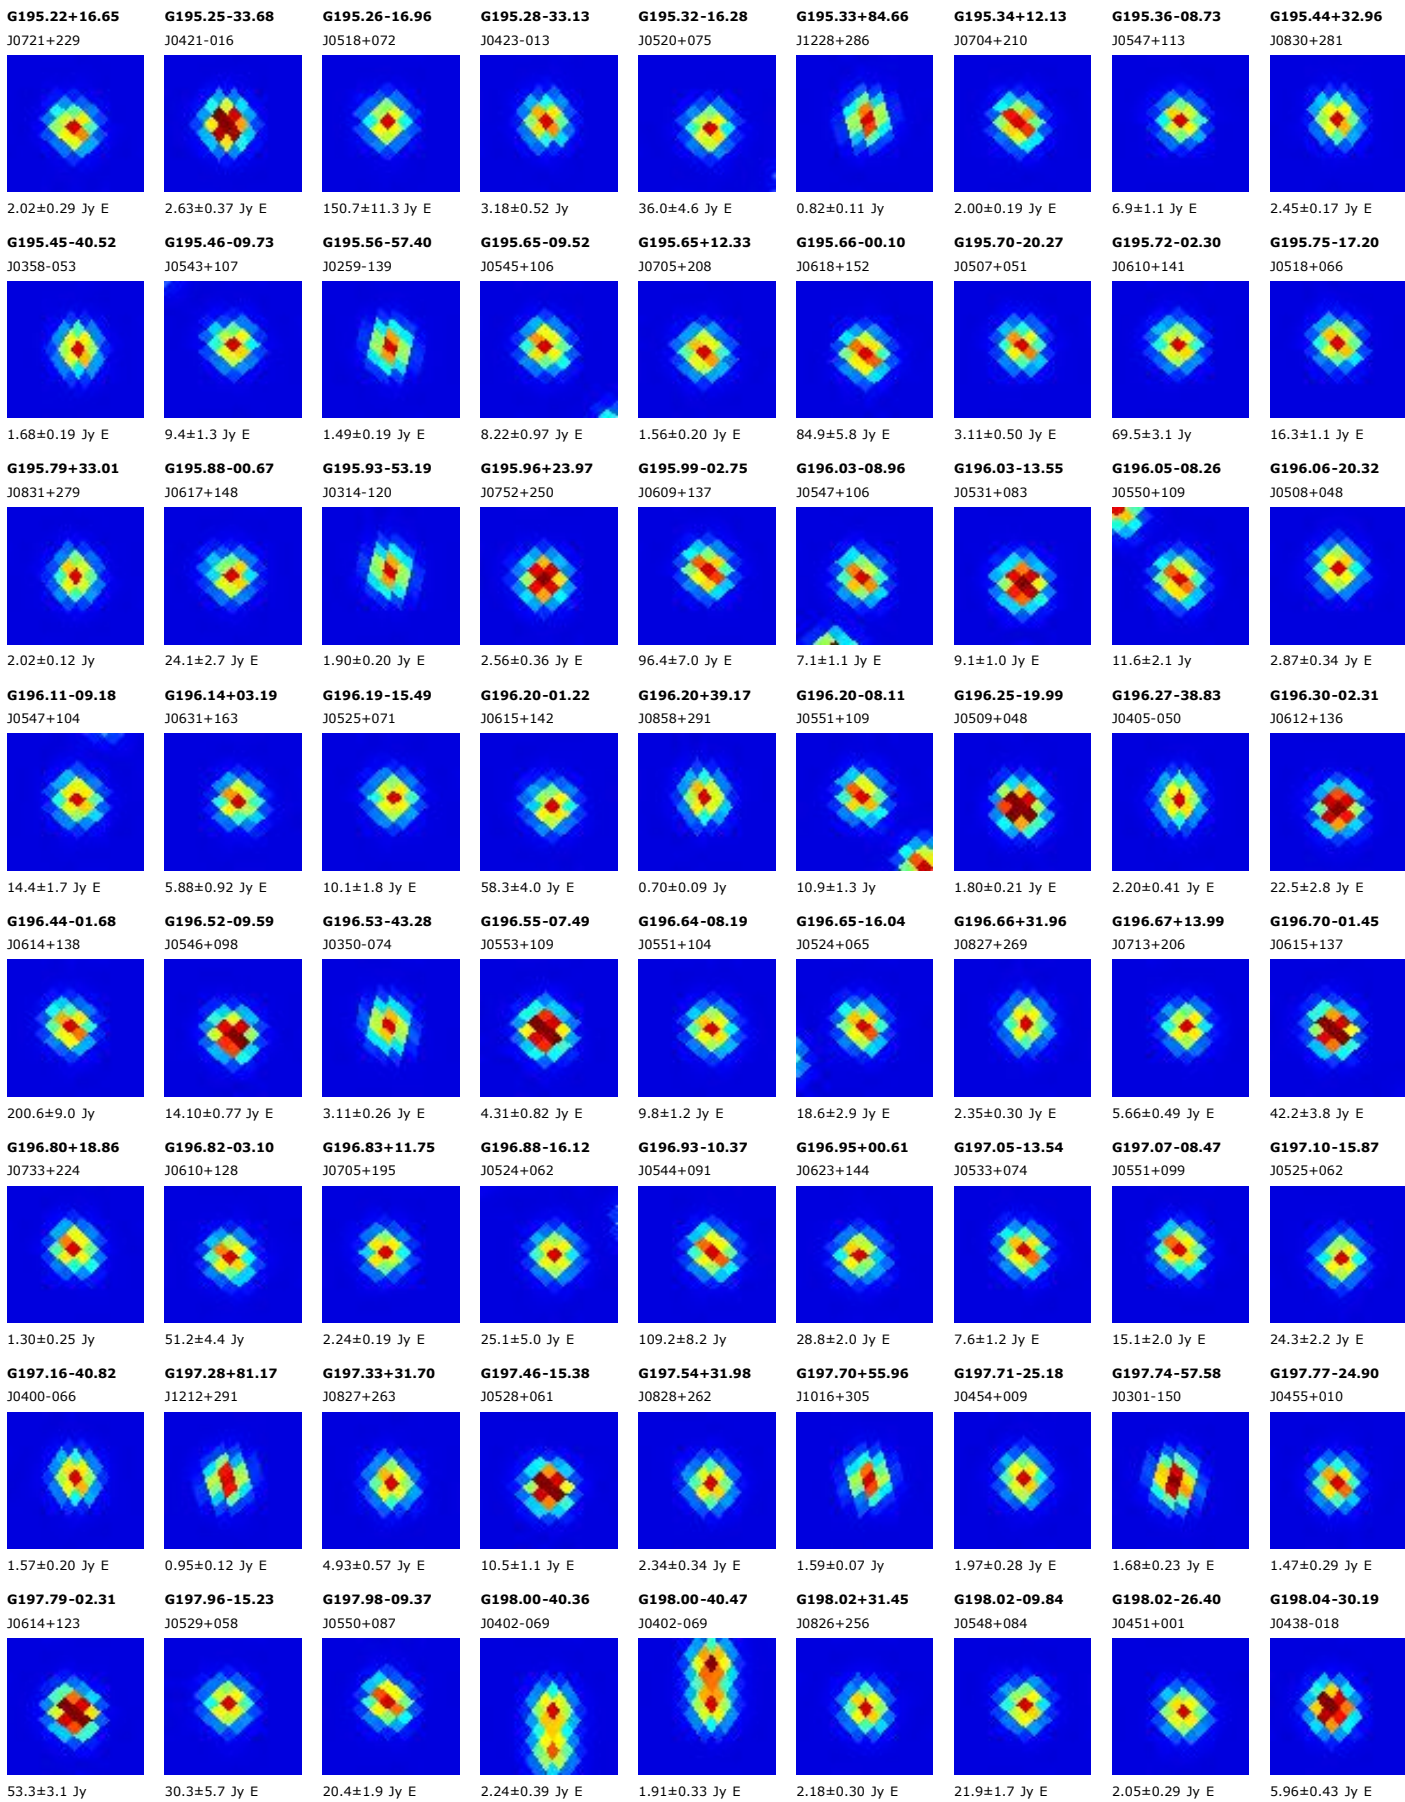 G195.22+16.65 G195.25-33.68 G195.26-16.96 G195.28-33.13 G195.32-16.28 G195.33+84.66 G195.34+12.13 G195.36-08.73 G195.44+32.96
J0721+229 J0421-016 J0518+072 J0423-013 J0520+075 J1228+286 J0704+210 J0547+113 J0830+281
2.02±0.29 Jy E 2.63±0.37 Jy E 150.7±11.3 Jy E 3.18±0.52 Jy 36.0±4.6 Jy E 0.82±0.11 Jy 2.00±0.19 Jy E 6.9±1.1 Jy E 2.45±0.17 Jy E
G195.45-40.52 G195.46-09.73 G195.56-57.40 G195.65-09.52 G195.65+12.33 G195.66-00.10 G195.70-20.27 G195.72-02.30 G195.75-17.20
J0358-053 J0543+107 J0259-139 J0545+106 J0705+208 J0618+152 J0507+051 J0610+141 J0518+066
1.68±0.19 Jy E 9.4±1.3 Jy E 1.49±0.19 Jy E 8.22±0.97 Jy E 1.56±0.20 Jy E 84.9±5.8 Jy E 3.11±0.50 Jy E 69.5±3.1 Jy 16.3±1.1 Jy E
G195.79+33.01 G195.88-00.67 G195.93-53.19 G195.96+23.97 G195.99-02.75 G196.03-08.96 G196.03-13.55 G196.05-08.26 G196.06-20.32
J0831+279 J0617+148 J0314-120 J0752+250 J0609+137 J0547+106 J0531+083 J0550+109 J0508+048
2.02±0.12 Jy 24.1±2.7 Jy E 1.90±0.20 Jy E 2.56±0.36 Jy E 96.4±7.0 Jy E 7.1±1.1 Jy E 9.1±1.0 Jy E 11.6±2.1 Jy 2.87±0.34 Jy E
G196.11-09.18 G196.14+03.19 G196.19-15.49 G196.20-01.22 G196.20+39.17 G196.20-08.11 G196.25-19.99 G196.27-38.83 G196.30-02.31
J0547+104 J0631+163 J0525+071 J0615+142 J0858+291 J0551+109 J0509+048 J0405-050 J0612+136
14.4±1.7 Jy E 5.88±0.92 Jy E 10.1±1.8 Jy E 58.3±4.0 Jy E 0.70±0.09 Jy 10.9±1.3 Jy 1.80±0.21 Jy E 2.20±0.41 Jy E 22.5±2.8 Jy E
G196.44-01.68 G196.52-09.59 G196.53-43.28 G196.55-07.49 G196.64-08.19 G196.65-16.04 G196.66+31.96 G196.67+13.99 G196.70-01.45
J0614+138 J0546+098 J0350-074 J0553+109 J0551+104 J0524+065 J0827+269 J0713+206 J0615+137
200.6±9.0 Jy 14.10±0.77 Jy E 3.11±0.26 Jy E 4.31±0.82 Jy E 9.8±1.2 Jy E 18.6±2.9 Jy E 2.35±0.30 Jy E 5.66±0.49 Jy E 42.2±3.8 Jy E
G196.80+18.86 G196.82-03.10 G196.83+11.75 G196.88-16.12 G196.93-10.37 G196.95+00.61 G197.05-13.54 G197.07-08.47 G197.10-15.87
J0733+224 J0610+128 J0705+195 J0524+062 J0544+091 J0623+144 J0533+074 J0551+099 J0525+062
1.30±0.25 Jy 51.2±4.4 Jy 2.24±0.19 Jy E 25.1±5.0 Jy E 109.2±8.2 Jy 28.8±2.0 Jy E 7.6±1.2 Jy E 15.1±2.0 Jy E 24.3±2.2 Jy E
G197.16-40.82 G197.28+81.17 G197.33+31.70 G197.46-15.38 G197.54+31.98 G197.70+55.96 G197.71-25.18 G197.74-57.58 G197.77-24.90
J0400-066 J1212+291 J0827+263 J0528+061 J0828+262 J1016+305 J0454+009 J0301-150 J0455+010
1.57±0.20 Jy E 0.95±0.12 Jy E 4.93±0.57 Jy E 10.5±1.1 Jy E 2.34±0.34 Jy E 1.59±0.07 Jy 1.97±0.28 Jy E 1.68±0.23 Jy E 1.47±0.29 Jy E
G197.79-02.31 G197.96-15.23 G197.98-09.37 G198.00-40.36 G198.00-40.47 G198.02+31.45 G198.02-09.84 G198.02-26.40 G198.04-30.19
J0614+123 J0529+058 J0550+087 J0402-069 J0402-069 J0826+256 J0548+084 J0451+001 J0438-018
53.3±3.1 Jy 30.3±5.7 Jy E 20.4±1.9 Jy E 2.24±0.39 Jy E 1.91±0.33 Jy E 2.18±0.30 Jy E 21.9±1.7 Jy E 2.05±0.29 Jy E 5.96±0.43 Jy E